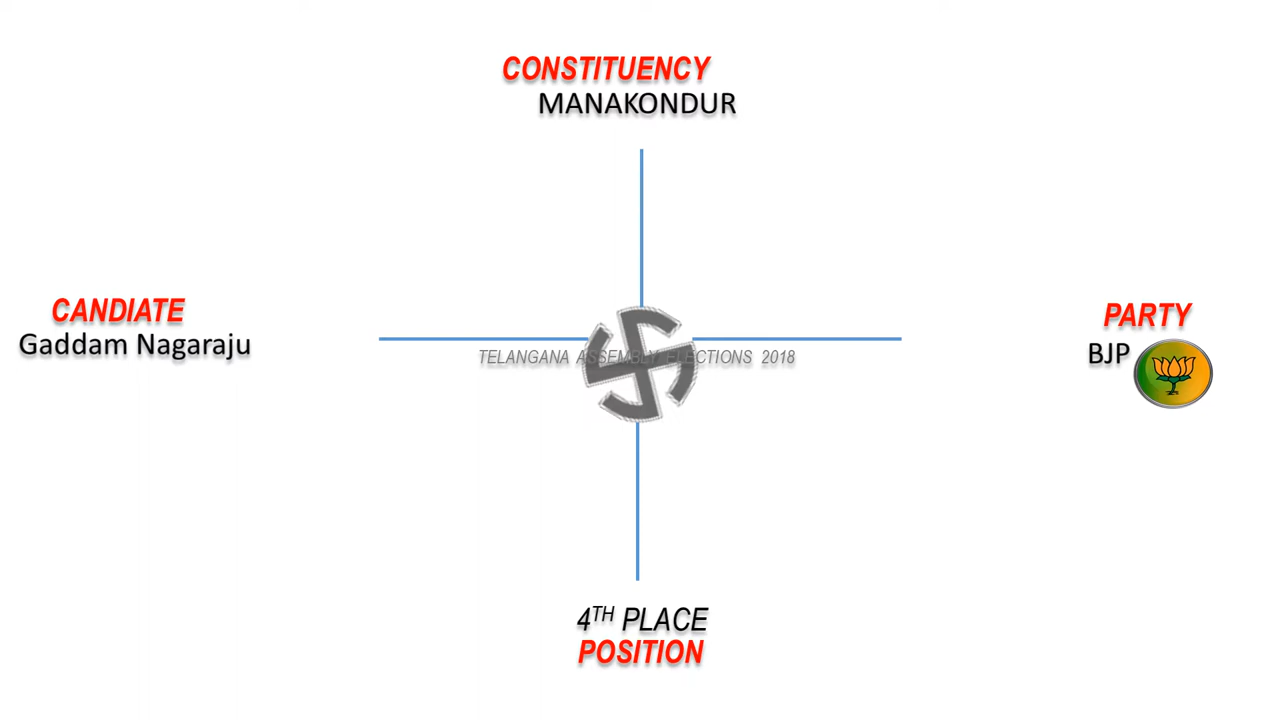 CONSTITUENCY
MANAKONDUR
CANDIATE
Gaddam Nagaraju
TELANGANA ASSEMBLY ELECTIONS 2018
PARTY
BJP
4TH PLACE
POSITION